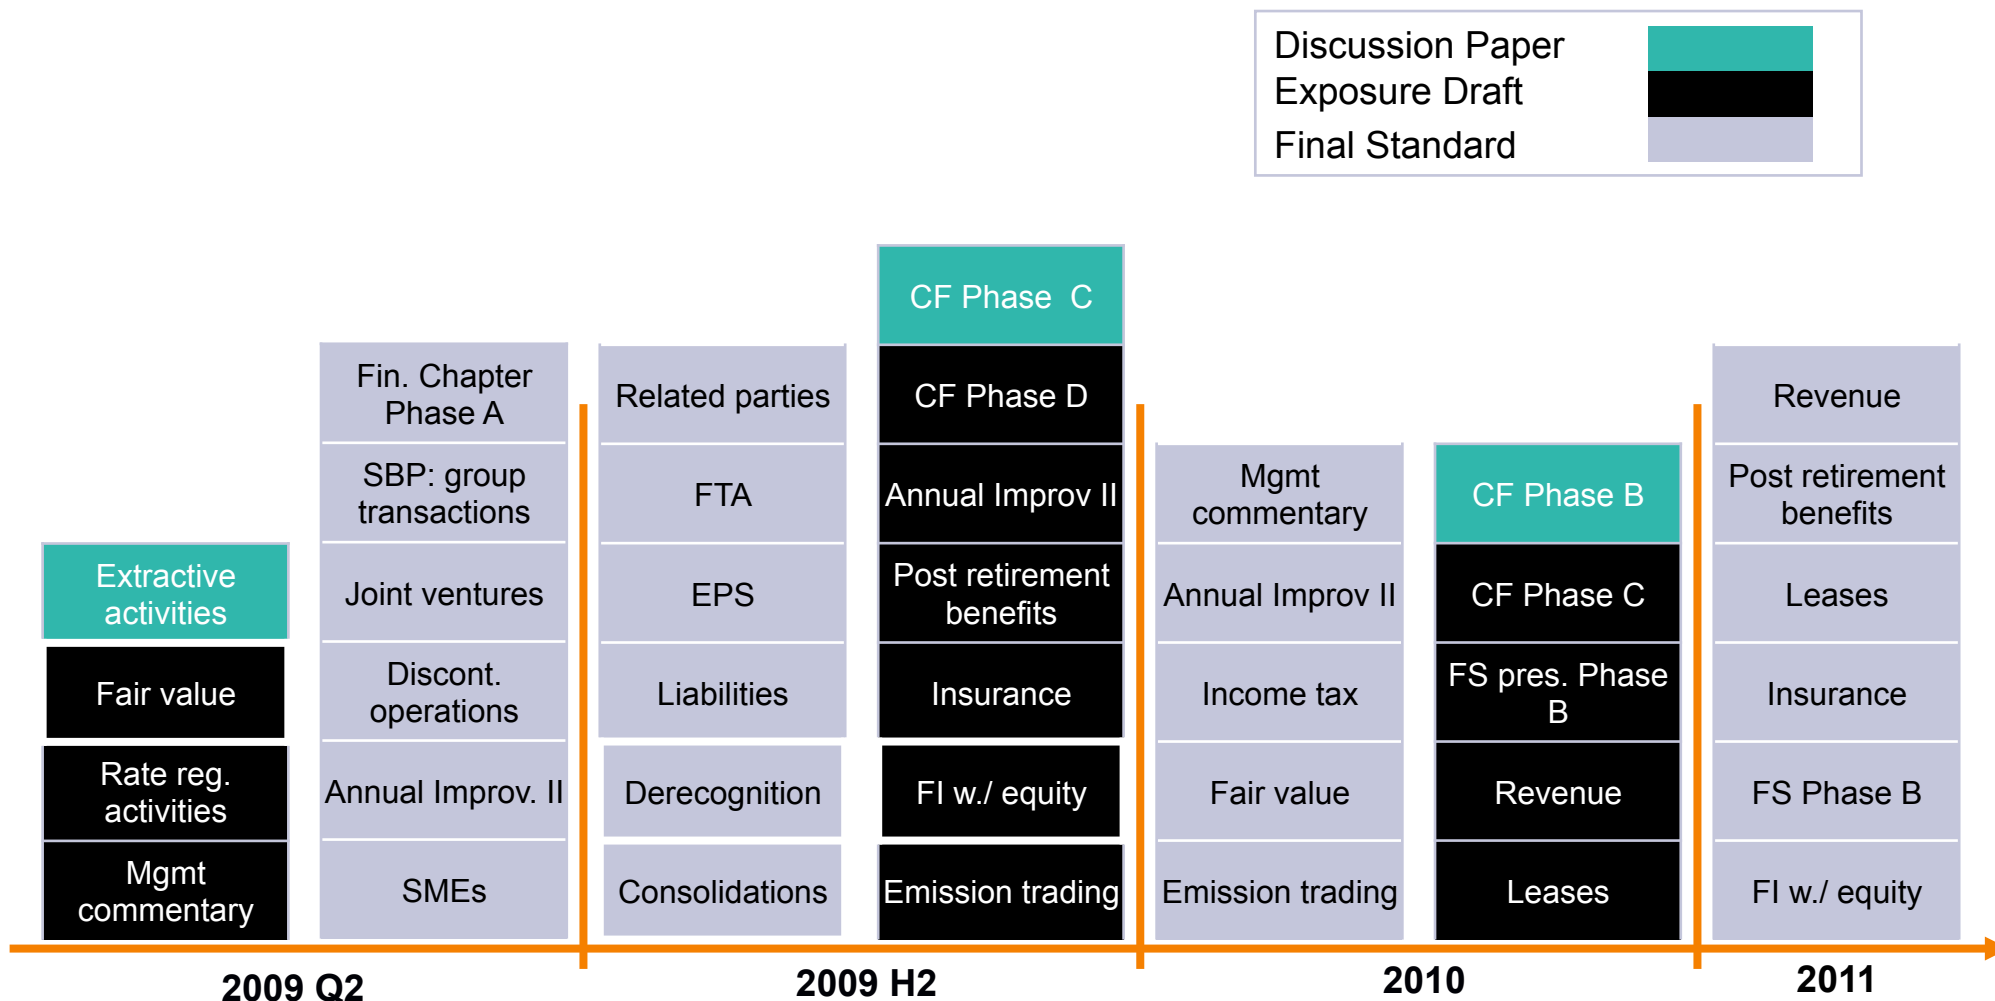 Discussion Paper
Exposure Draft
Final Standard
Extractive
activities
Fair value
Rate reg.
activities
Mgmt
commentary
Fin. Chapter
Phase A
SBP: group
transactions
Joint ventures
Discont.
operations
Annual Improv. II
SMEs
Related parties
FTA
EPS
Liabilities
Derecognition
Consolidations
CF Phase C
CF Phase D
Annual Improv II
Post retirement
benefits
Insurance
FI w./ equity
Emission trading
Mgmt
commentary
Annual Improv II
Income tax
Fair value
Emission trading
CF Phase B
CF Phase C
FS pres. Phase
B
Revenue
Leases
Revenue
Post retirement
benefits
Leases
Insurance
FS Phase B
FI w./ equity
2009 Q2
2009 H2
2010
2011